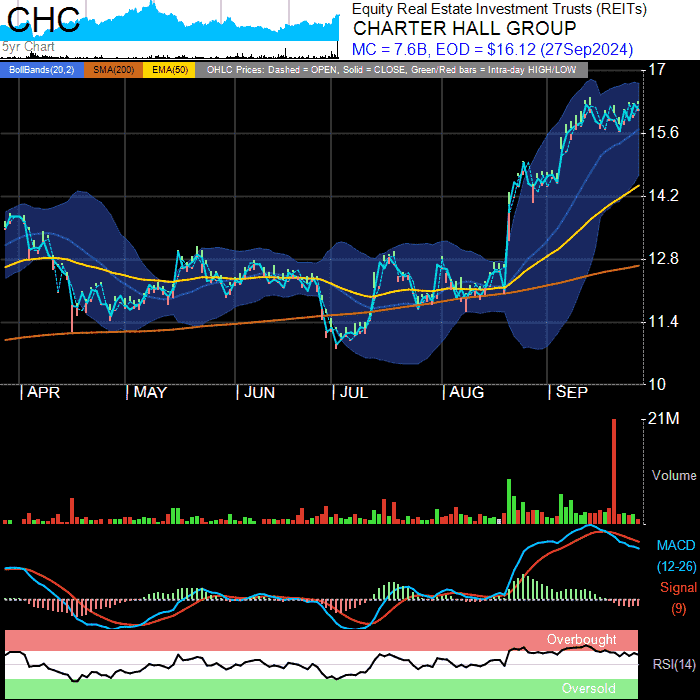 CHC
5yr Chart
Equity Real Estate Investment Trusts (REITs)
CHARTER HALL GROUP
MC = 7.6B, EOD = $16.12 (27Sep2024)
BollBands(20,2) SMA(200) EMA(50) OHLC Prices: Dashed = OPEN, Solid = CLOSE, Green/Red bars = Intra-day HIGH/LOW
17
15.6
14.2
12.8
11.4
10
APR MAY JUN JUL AUG SEP
21M
Volume
MACD
(12-26)
Signal
(9)
Overbought
RSI(14)
Oversold